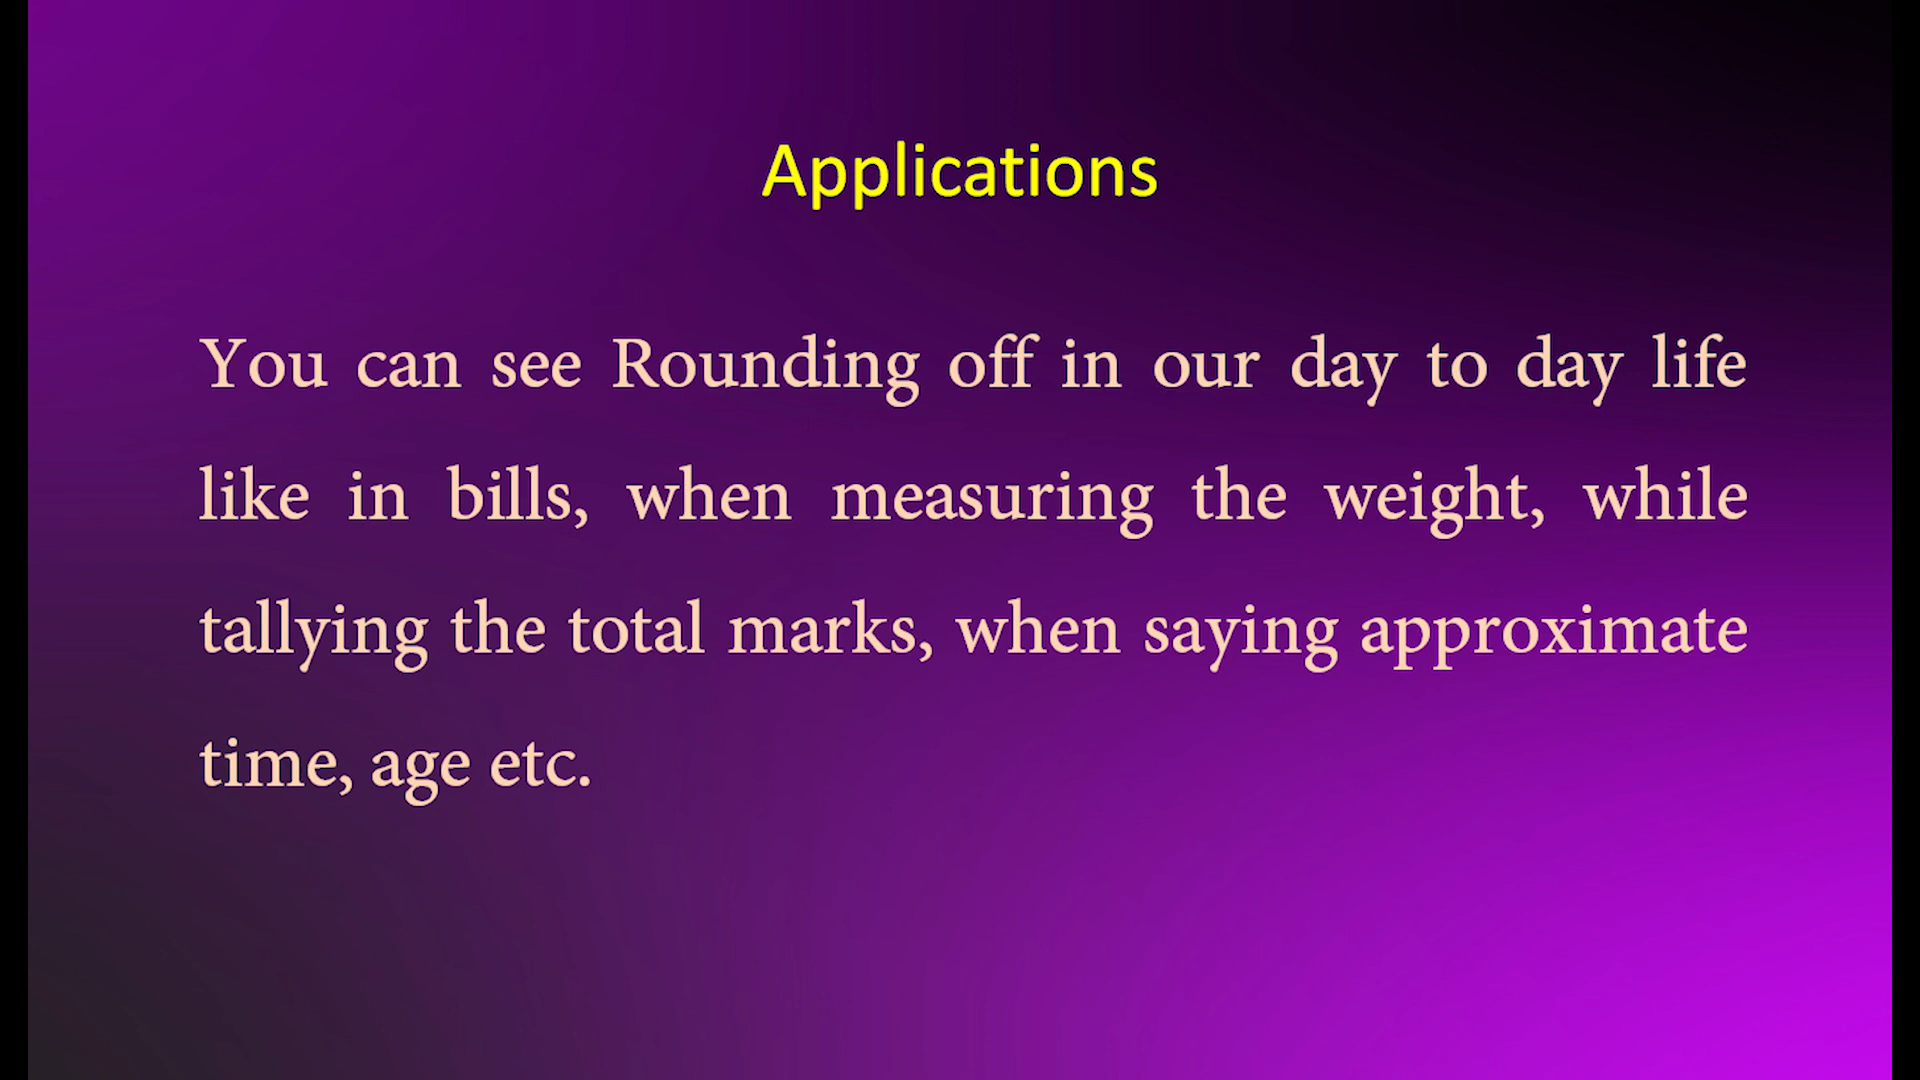 Applications
You can see Rounding off in our day to day life
like in bills, when measuring the weight, while
tallying the total marks, when saying approximate
time, age etc.